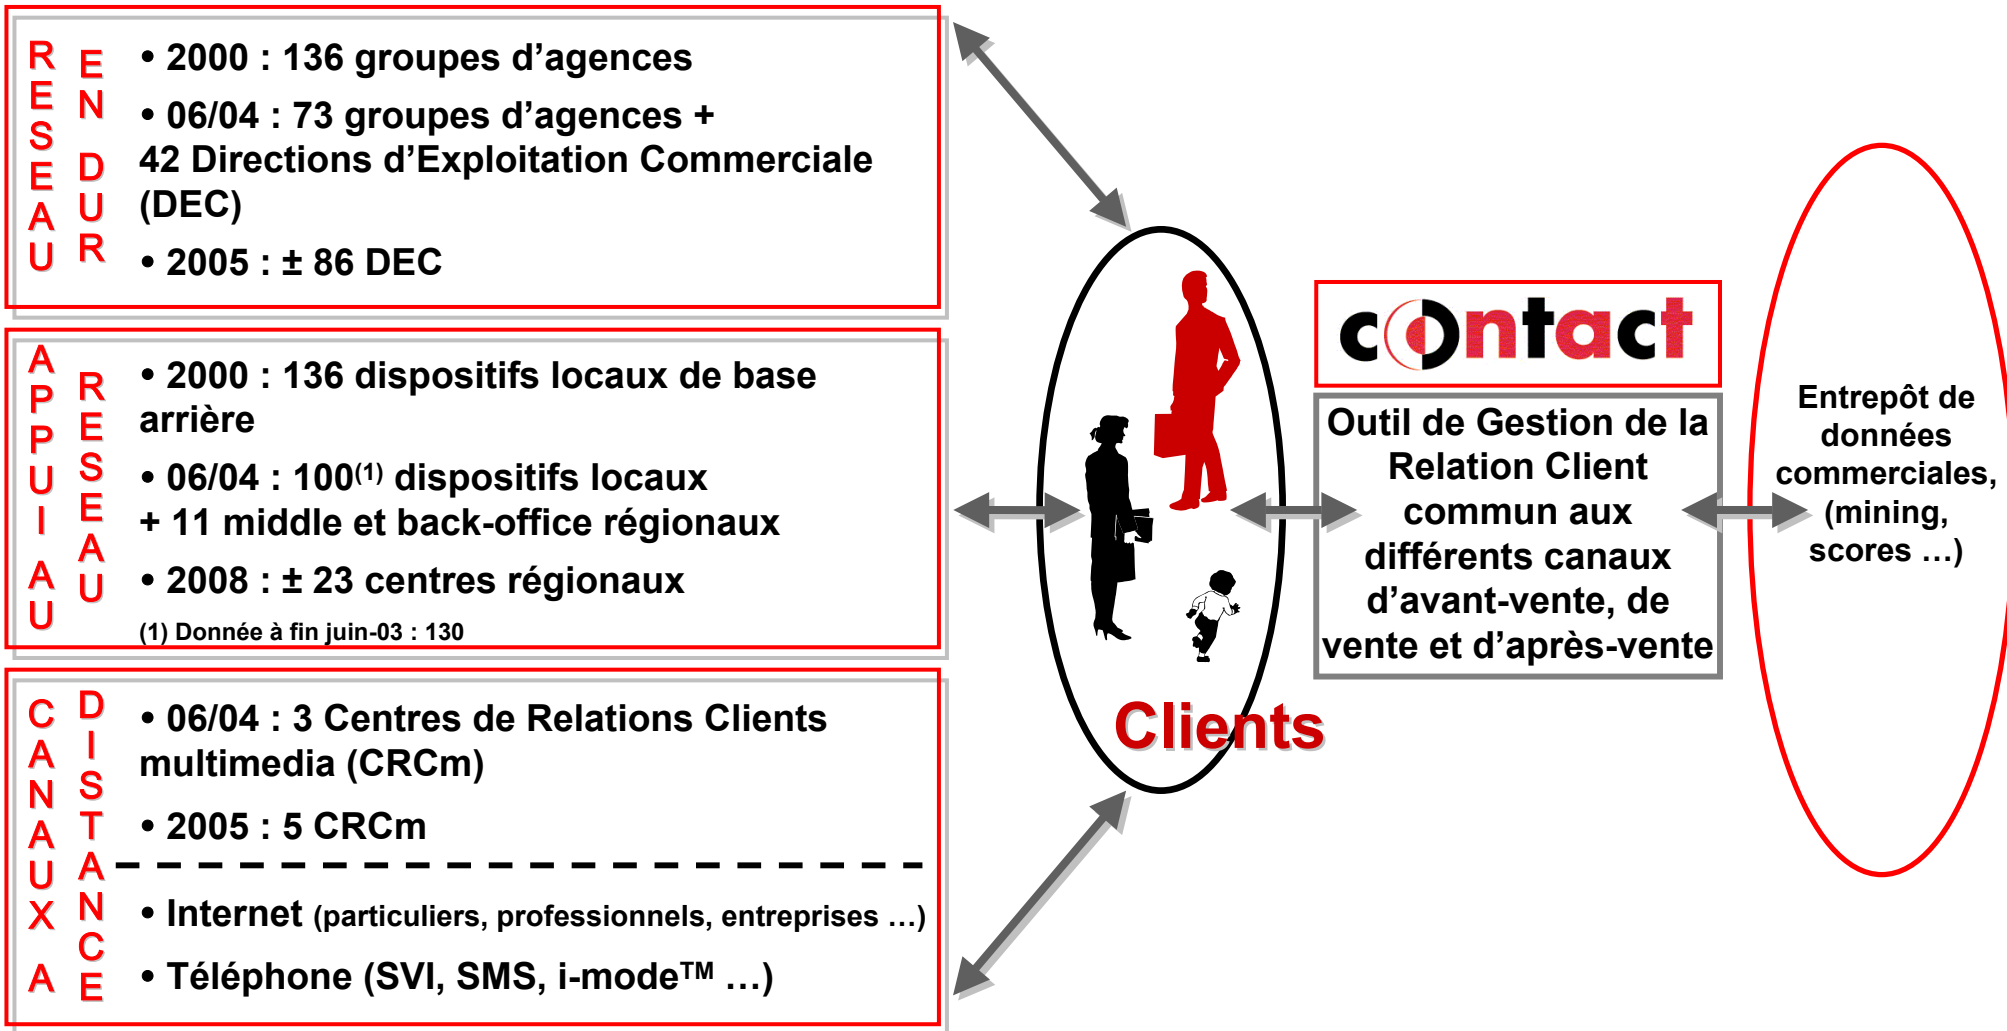 RESEAU
EN DUR
• 2000 : 136 groupes d’agences
• 06/04 : 73 groupes d’agences +
42 Directions d’Exploitation Commerciale
(DEC)
• 2005 : ± 86 DEC
APPUI AU
RESEAU
• 2000 : 136 dispositifs locaux de base
arrière
• 06/04 : 100(1) dispositifs locaux
+ 11 middle et back-office régionaux
• 2008 : ± 23 centres régionaux
(1) Donnée à fin juin-03 : 130
CANAUX A
DISTANCE
• 06/04 : 3 Centres de Relations Clients
multimedia (CRCm)
• 2005 : 5 CRCm
• Internet (particuliers, professionnels, entreprises …)
• Téléphone (SVI, SMS, i-mode™ …)
Clients
contact
Outil de Gestion de la
Relation Client
commun aux
différents canaux
d’avant-vente, de
vente et d’après-vente
Entrepôt de
données
commerciales,
(mining,
scores …)